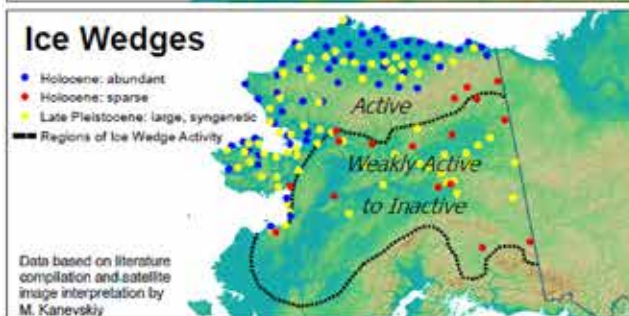 Ice Wedges
Holocene: abundant
Holocene: sparse
Late Pleistocene: large, syngenetic
Regions of Ice Wedge Activity
Active
Weakly Active
to Inactive
Data based on literature
compilation and satellite
image interpretation by
M. Kanevskiy